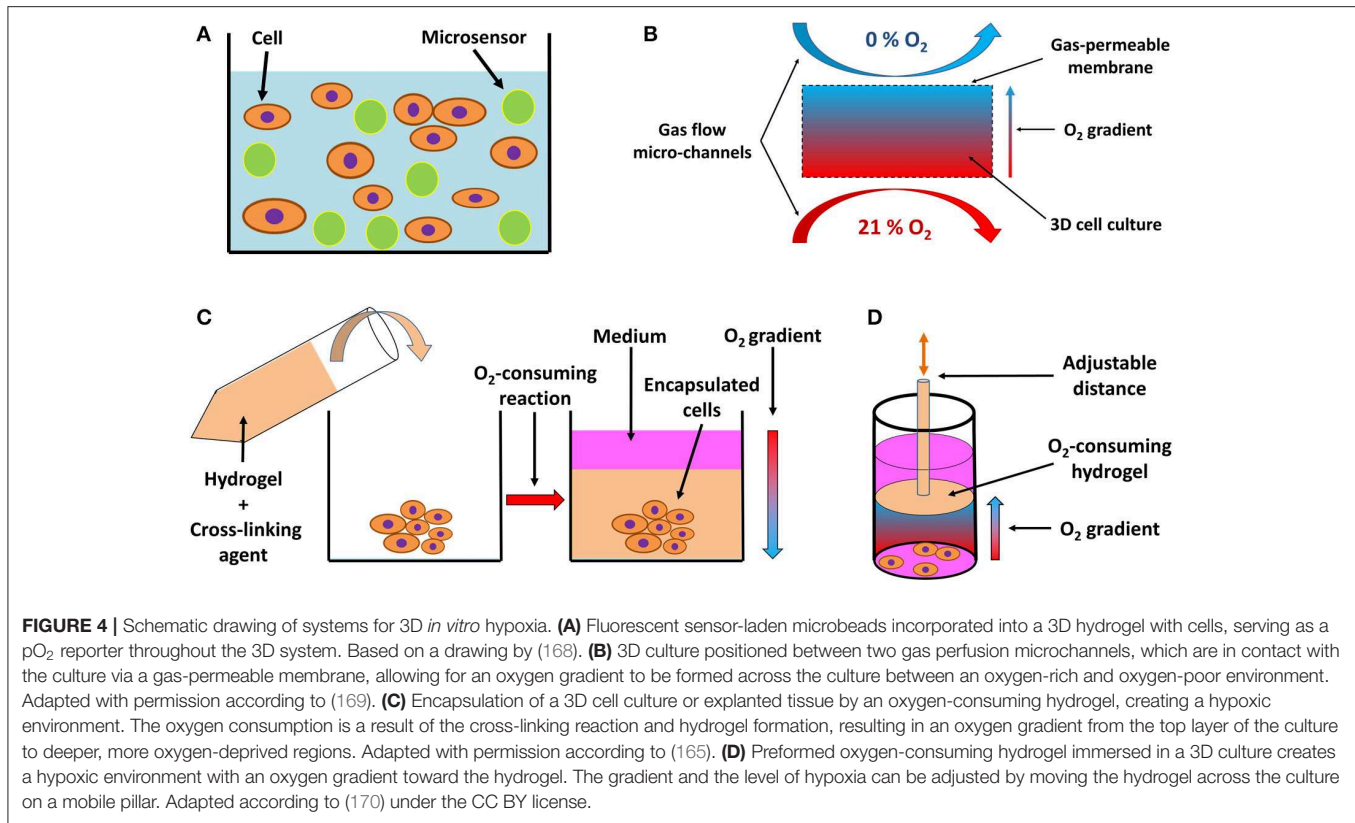 A
Cell
Microsensor
B
0 % O₂
Gas-permeable
membrane
O₂ gradient
Gas flow
micro-channels
3D cell culture
21 % O₂
C
Hydrogel
+
Cross-linking
agent
O₂-consuming
reaction
Medium
Encapsulated
cells
O₂ gradient
D
Adjustable
distance
O₂-consuming
hydrogel
O₂ gradient
FIGURE 4 | Schematic drawing of systems for 3D in vitro hypoxia. (A) Fluorescent sensor-laden microbeads incorporated into a 3D hydrogel with cells, serving as a
pO₂ reporter throughout the 3D system. Based on a drawing by (168). (B) 3D culture positioned between two gas perfusion microchannels, which are in contact with
the culture via a gas-permeable membrane, allowing for an oxygen gradient to be formed across the culture between an oxygen-rich and oxygen-poor environment.
Adapted with permission according to (169). (C) Encapsulation of a 3D cell culture or explanted tissue by an oxygen-consuming hydrogel, creating a hypoxic
environment. The oxygen consumption is a result of the cross-linking reaction and hydrogel formation, resulting in an oxygen gradient from the top layer of the culture
to deeper, more oxygen-deprived regions. Adapted with permission according to (165). (D) Preformed oxygen-consuming hydrogel immersed in a 3D culture creates
a hypoxic environment with an oxygen gradient toward the hydrogel. The gradient and the level of hypoxia can be adjusted by moving the hydrogel across the culture
on a mobile pillar. Adapted according to (170) under the CC BY license.